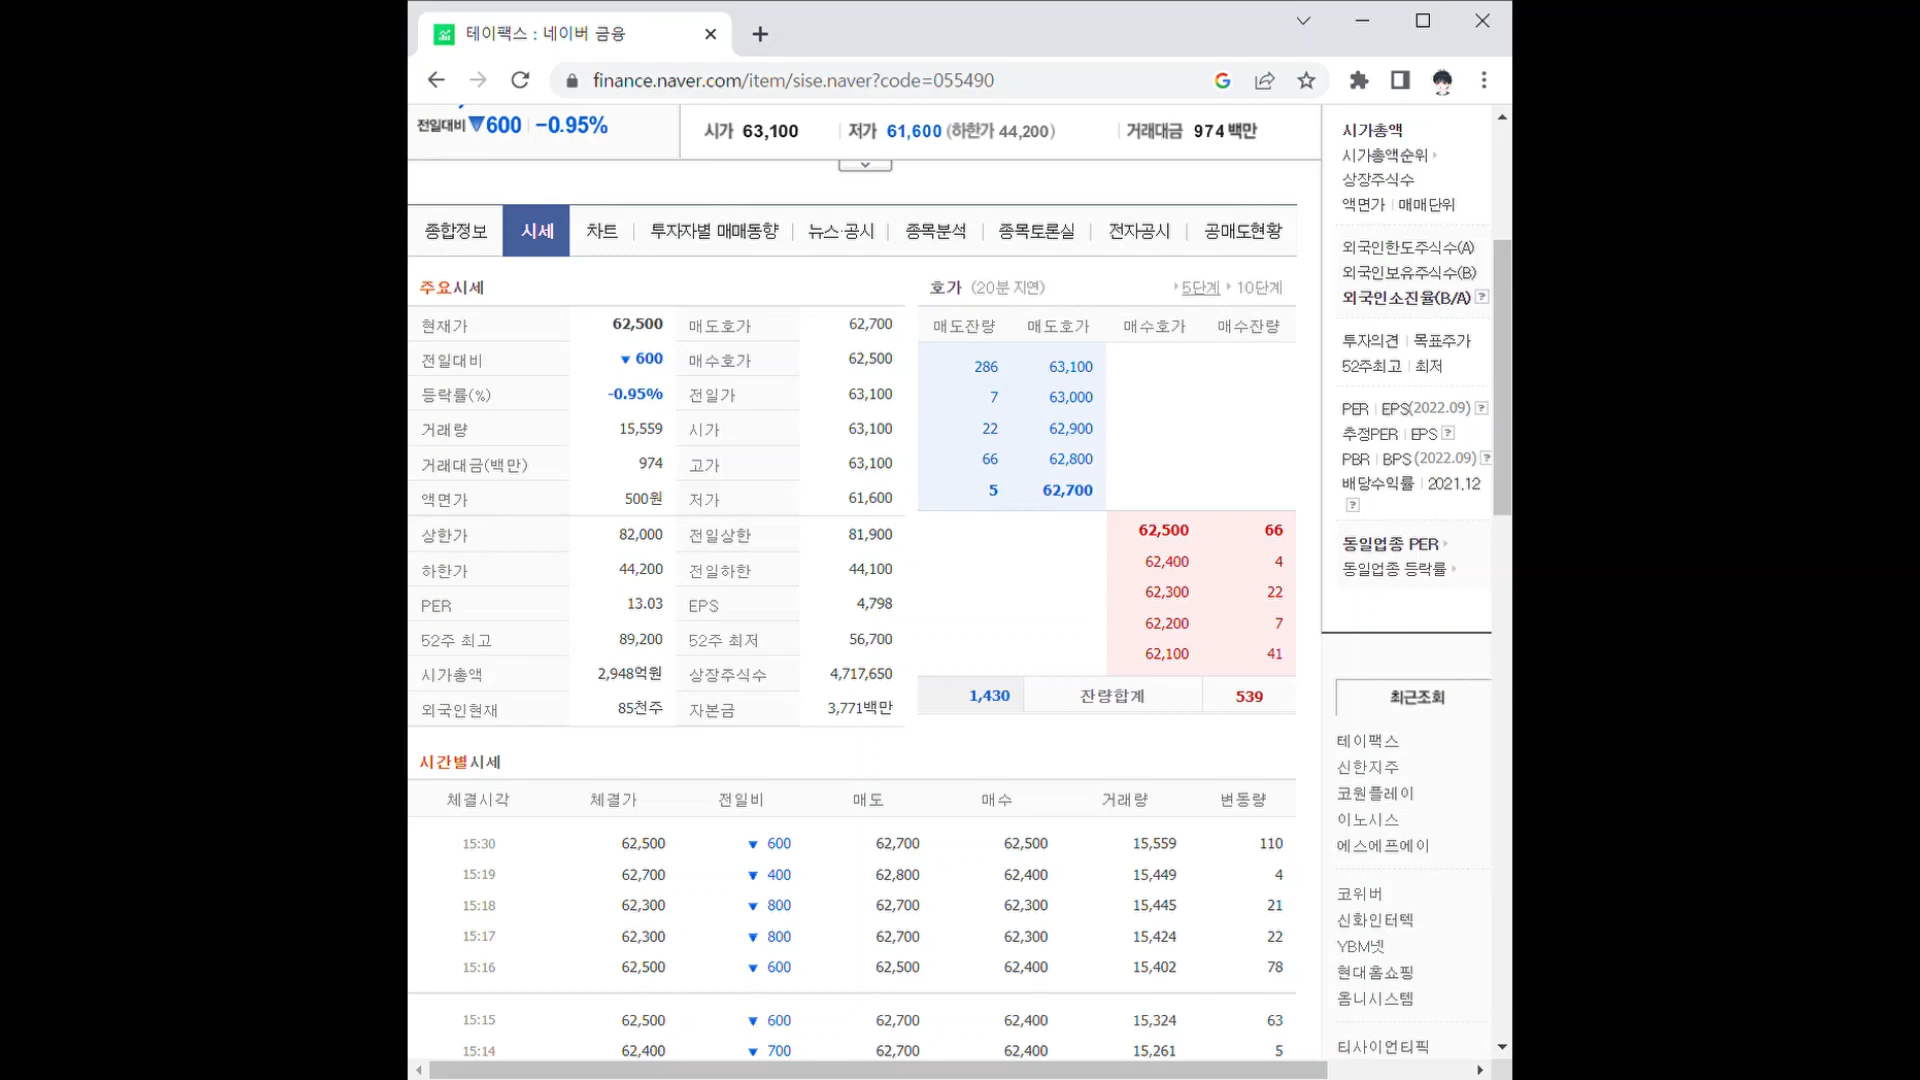 테이팩스 : 네이버 금융
finance.naver.com/item/sise.naver?code=055490
전일대비 ▼600 −0.95% 시가 63,100 저가 61,600 (하한가 44,200) 거래대금 974 백만
종합정보 시세 차트 투자자별 매매동향 뉴스·공시 종목분석 종목토론실 전자공시 공매도현황
주요시세
현재가 62,500 매도호가 62,700
전일대비 ▼ 600 매수호가 62,500
등락률(%) -0.95% 전일가 63,100
거래량 15,559 시가 63,100
거래대금(백만) 974 고가 63,100
액면가 500원 저가 61,600
상한가 82,000 전일상한 81,900
하한가 44,200 전일하한 44,100
PER 13.03 EPS 4,798
52주 최고 89,200 52주 최저 56,700
시가총액 2,948억원 상장주식수 4,717,650
외국인현재 85천주 자본금 3,771백만
호가 (20분 지연) 5단계 10단계
매도잔량 매도호가 매수호가 매수잔량
286 63,100
7 63,000
22 62,900
66 62,800
5 62,700
62,500 66
62,400 4
62,300 22
62,200 7
62,100 41
1,430 잔량합계 539
시간별시세
체결시각 체결가 전일비 매도 매수 거래량 변동량
15:30 62,500 ▼ 600 62,700 62,500 15,559 110
15:19 62,700 ▼ 400 62,800 62,400 15,449 4
15:18 62,300 ▼ 800 62,700 62,300 15,445 21
15:17 62,300 ▼ 800 62,700 62,300 15,424 22
15:16 62,500 ▼ 600 62,500 62,400 15,402 78
15:15 62,500 ▼ 600 62,700 62,400 15,324 63
15:14 62,400 ▼ 700 62,700 62,400 15,261 5
시가총액
시가총액순위
상장주식수
액면가 매매단위
외국인한도주식수(A)
외국인보유주식수(B)
외국인소진율(B/A) ?
투자의견 목표주가
52주최고 최저
PER EPS(2022.09) ?
추정PER EPS ?
PBR BPS (2022.09) ?
배당수익률 2021.12
?
동일업종 PER
동일업종 등락률
최근조회
테이팩스
신한지주
코원플레이
이노시스
에스에프에이
코위버
신화인터텍
YBM넷
현대홈쇼핑
옴니시스템
티사이언티픽